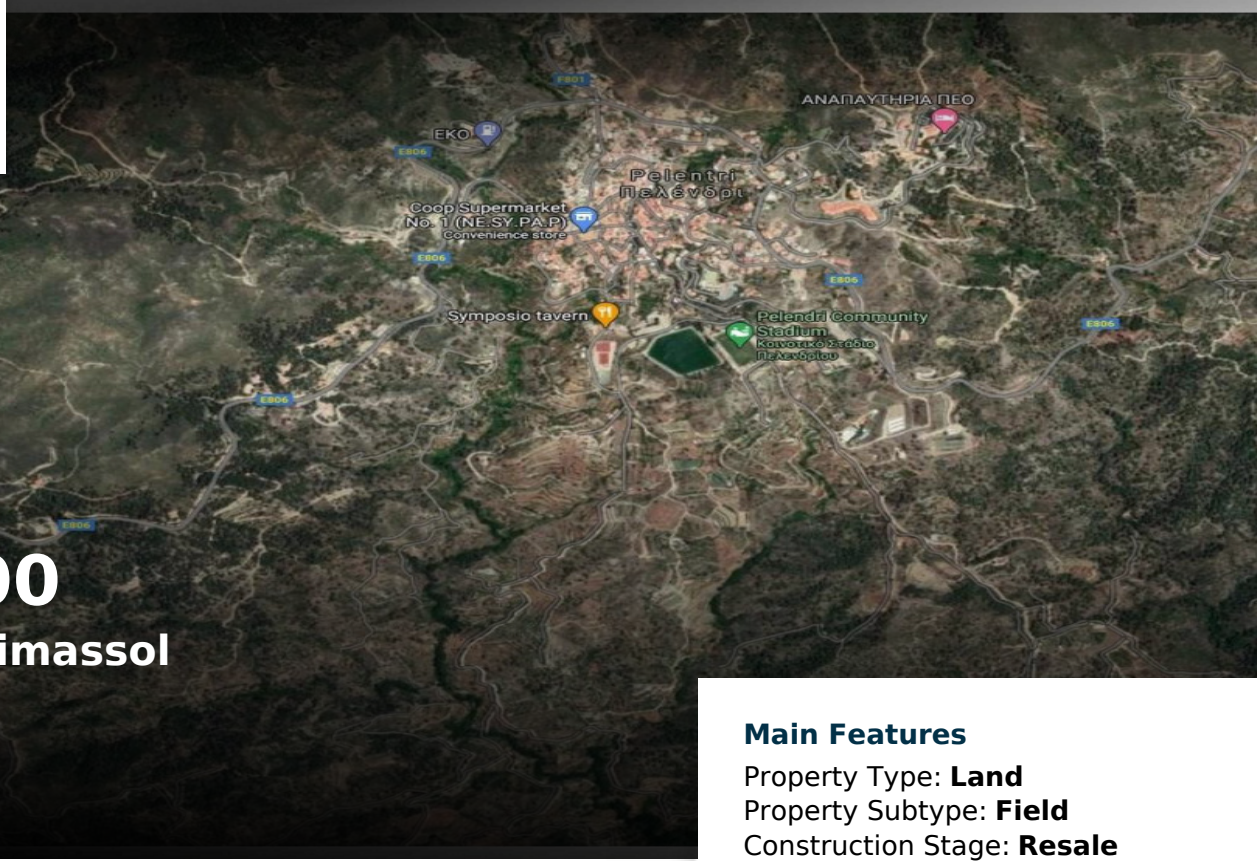 E801
ΑΝΑΠΑΥΤΗΡΙΑ ΠΕΟ
EKO
E806
Pelentri
Πελένδρι
Coop Supermarket
No. 1 (NE.SY.PA.P)
Convenience store
E806
E806
Symposio tavern
Pelendri Community
Stadium
Κοινοτικό Στάδιο
Πελενδρίου
E806
E806
E806
00
imassol
Main Features
Property Type: Land
Property Subtype: Field
Construction Stage: Resale